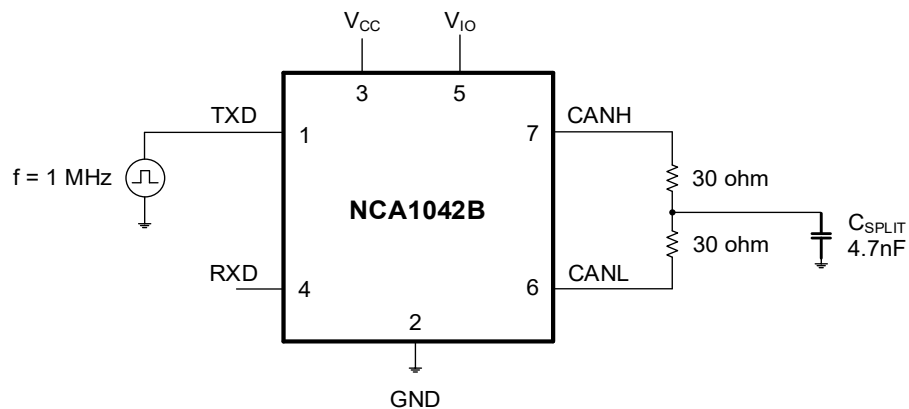 VCC
VIO
3
5
TXD
1
7
CANH
f = 1 MHz
30 ohm
NCA1042B
CSPLIT
4.7nF
30 ohm
RXD
4
6
CANL
2
GND